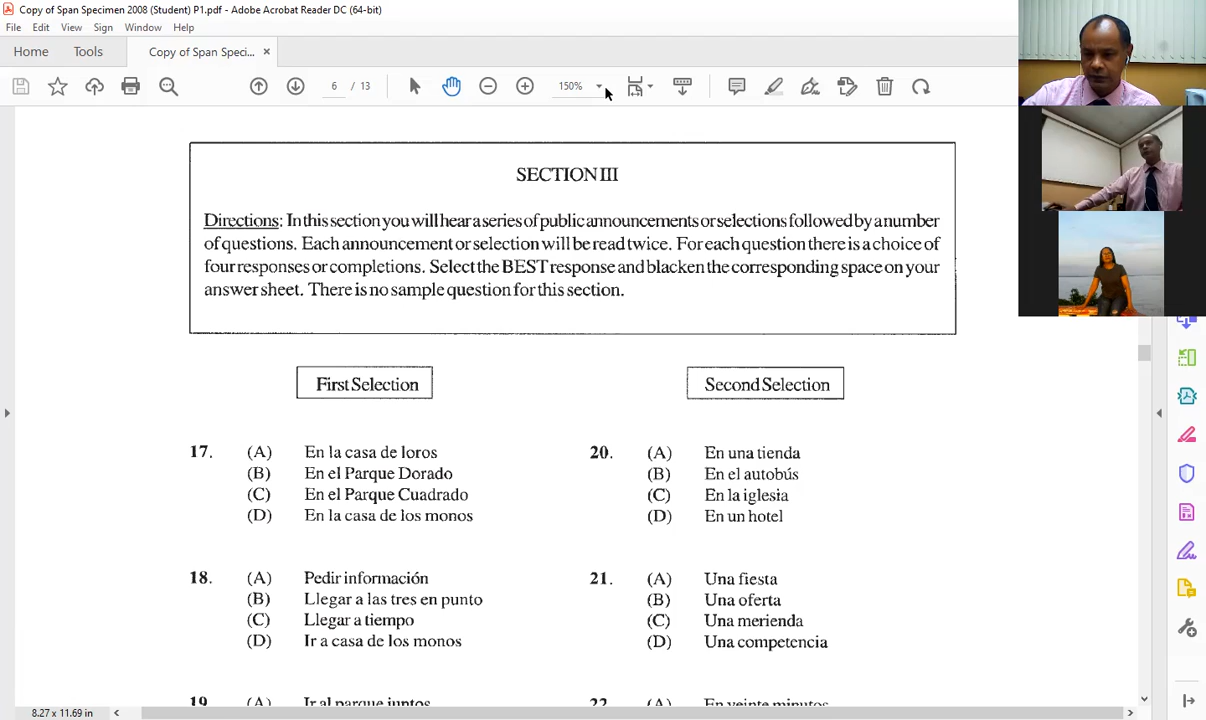 Copy of Span Specimen 2008 (Student) P1.pdf - Adobe Acrobat Reader DC (64-bit)
File Edit View Sign Window Help
Home Tools Copy of Span Speci... ×
6 / 13 150%
SECTION III
Directions: In this section you will hear a series of public announcements or selections followed by a number
of questions. Each announcement or selection will be read twice. For each question there is a choice of
four responses or completions. Select the BEST response and blacken the corresponding space on your
answer sheet. There is no sample question for this section.
First Selection
17. (A) En la casa de loros
(B) En el Parque Dorado
(C) En el Parque Cuadrado
(D) En la casa de los monos
18. (A) Pedir información
(B) Llegar a las tres en punto
(C) Llegar a tiempo
(D) Ir a casa de los monos
19 (A) Ir al parque juntos
Second Selection
20. (A) En una tienda
(B) En el autobús
(C) En la iglesia
(D) En un hotel
21. (A) Una fiesta
(B) Una oferta
(C) Una merienda
(D) Una competencia
22. (A) En veinte minutos
8.27 x 11.69 in